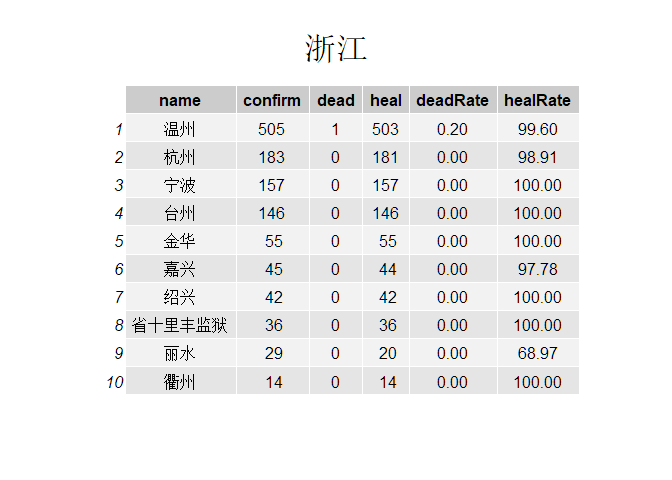 浙江
name confirm dead heal deadRate healRate
1 温州 505 1 503 0.20 99.60
2 杭州 183 0 181 0.00 98.91
3 宁波 157 0 157 0.00 100.00
4 台州 146 0 146 0.00 100.00
5 金华 55 0 55 0.00 100.00
6 嘉兴 45 0 44 0.00 97.78
7 绍兴 42 0 42 0.00 100.00
8 省十里丰监狱 36 0 36 0.00 100.00
9 丽水 29 0 20 0.00 68.97
10 衢州 14 0 14 0.00 100.00